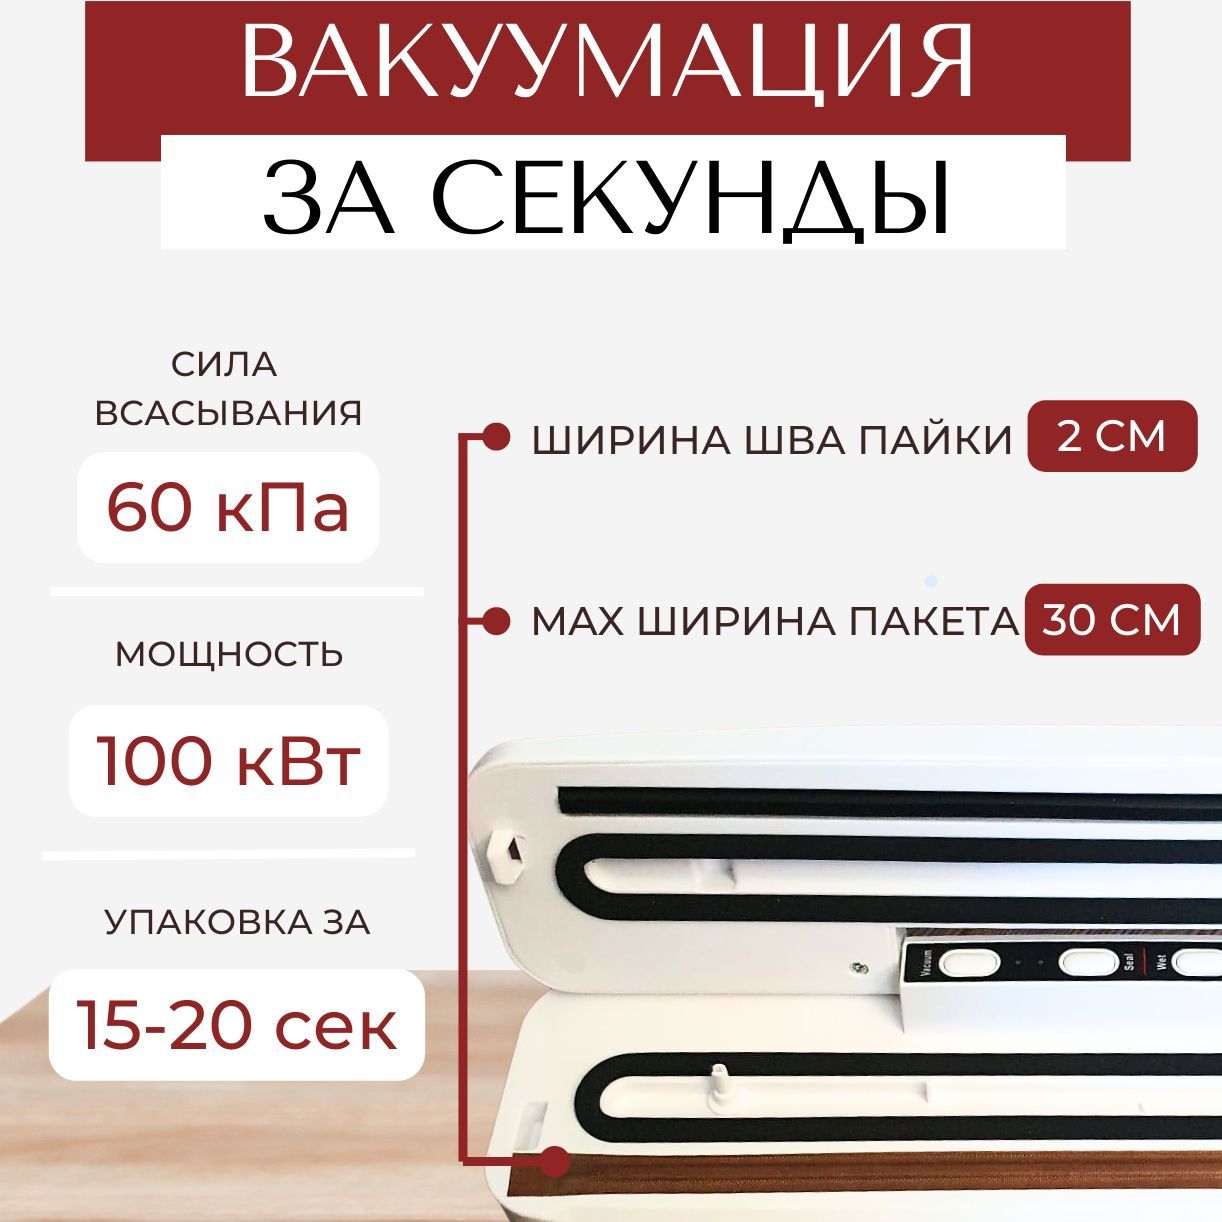 ВАКУУМАЦИЯ
ЗА СЕКУНДЫ
СИЛА
ВСАСЫВАНИЯ
60 кПа
МОЩНОСТЬ
100 кВт
УПАКОВКА ЗА
15-20 сек
ШИРИНА ШВА ПАЙКИ 2 СМ
МАХ ШИРИНА ПАКЕТА 30 СМ
Vacuum
Seal
Wet